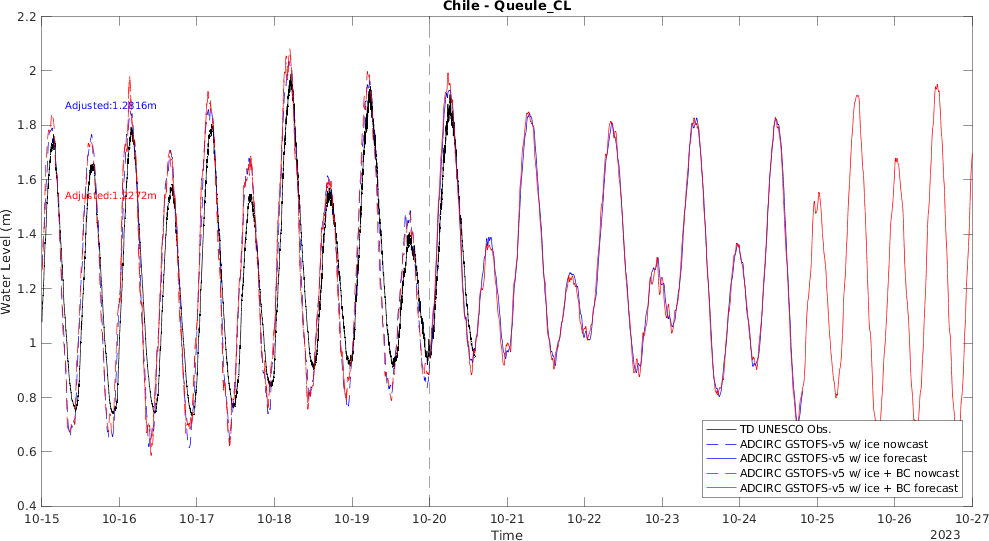 Chile - Queule_CL
2.2
2
1.8
1.6
1.4
1.2
1
0.8
0.6
0.4
Water Level (m)
Adjusted:1.2816m
Adjusted:1.2272m
TD UNESCO Obs.
ADCIRC GSTOFS-v5 w/ ice nowcast
ADCIRC GSTOFS-v5 w/ ice forecast
ADCIRC GSTOFS-v5 w/ ice + BC nowcast
ADCIRC GSTOFS-v5 w/ ice + BC forecast
10-15 10-16 10-17 10-18 10-19 10-20 10-21 10-22 10-23 10-24 10-25 10-26 10-27
Time
2023